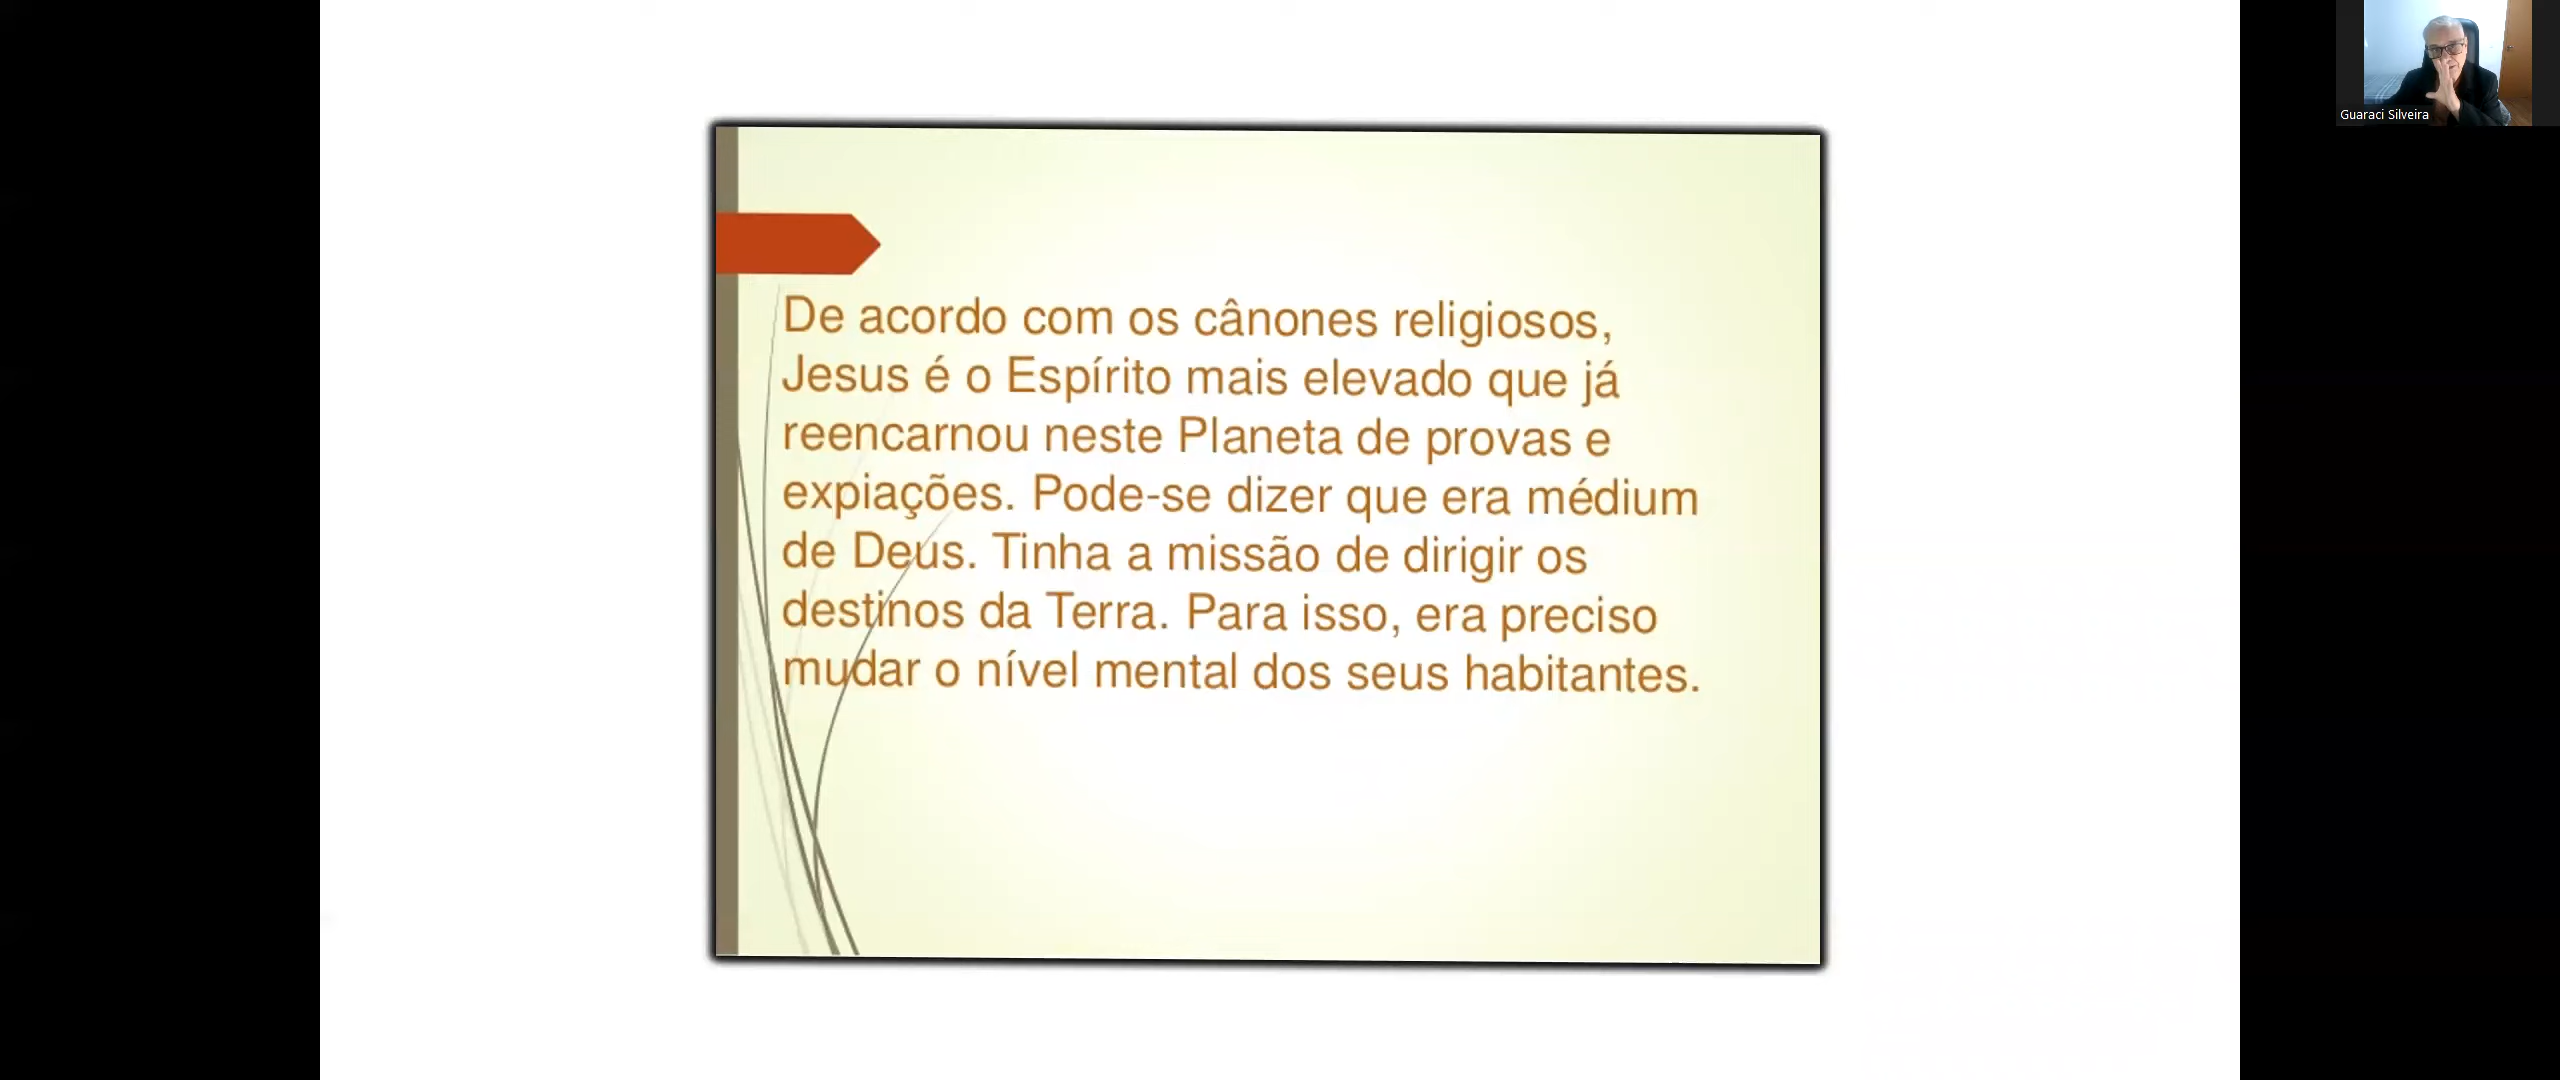 Guaraci Silveira
De acordo com os cânones religiosos,
Jesus é o Espírito mais elevado que já
reencarnou neste Planeta de provas e
expiações. Pode-se dizer que era médium
de Deus. Tinha a missão de dirigir os
destinos da Terra. Para isso, era preciso
mudar o nível mental dos seus habitantes.